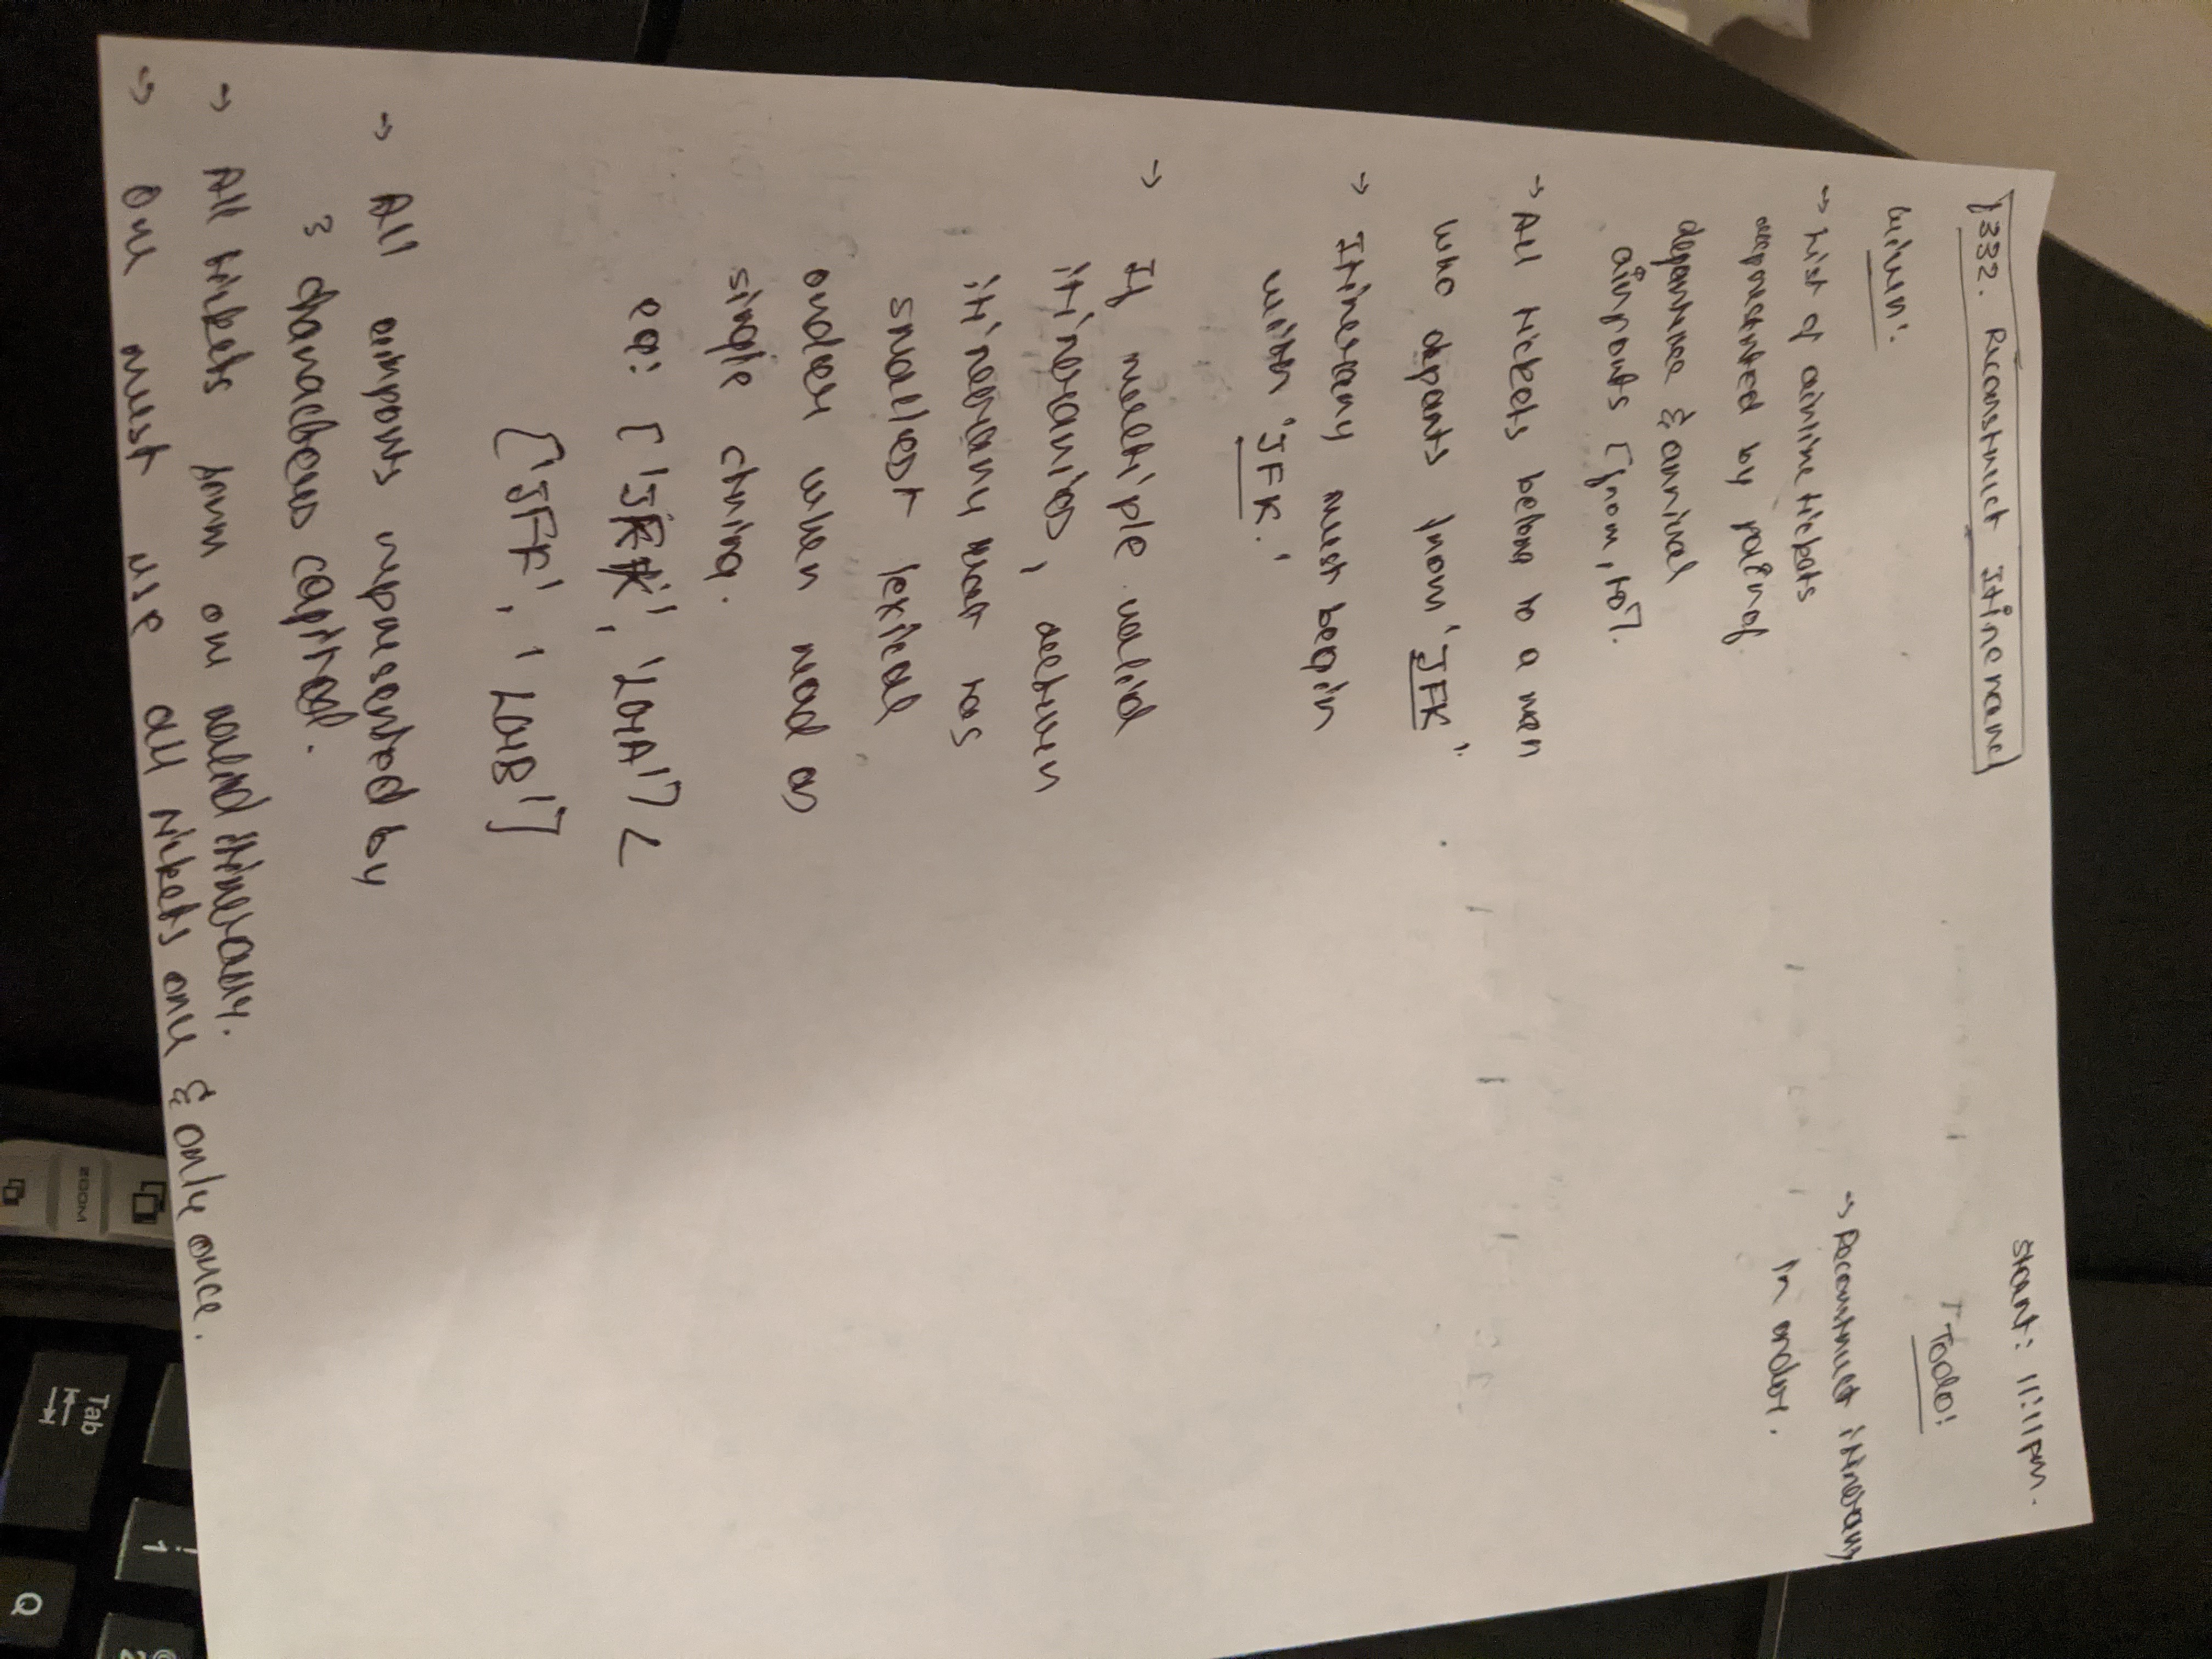 332. Reconstruct Itinerary
Start: 11:11pm.
Given:
Todo:
→ List of airline tickets
represented by pair of
departure & arrival
airports [from, to].
→ Reconstruct itinerary
in order.
→ All tickets belong to a man
who departs from "JFK".
→ Itinerary must begin
with 'JFK.'
→ If multiple valid
itineraries, return
itinerary that has
smallest lexical
order when read as
single string.
eg: ['JFK', 'LGA'] <
['JFK', 'LGB']
→ All airports represented by
3 characters capital.
→ All tickets form one valid itinerary.
→ One must use all tickets one & only once.
ZOOM
Tab
!
1
Q
2